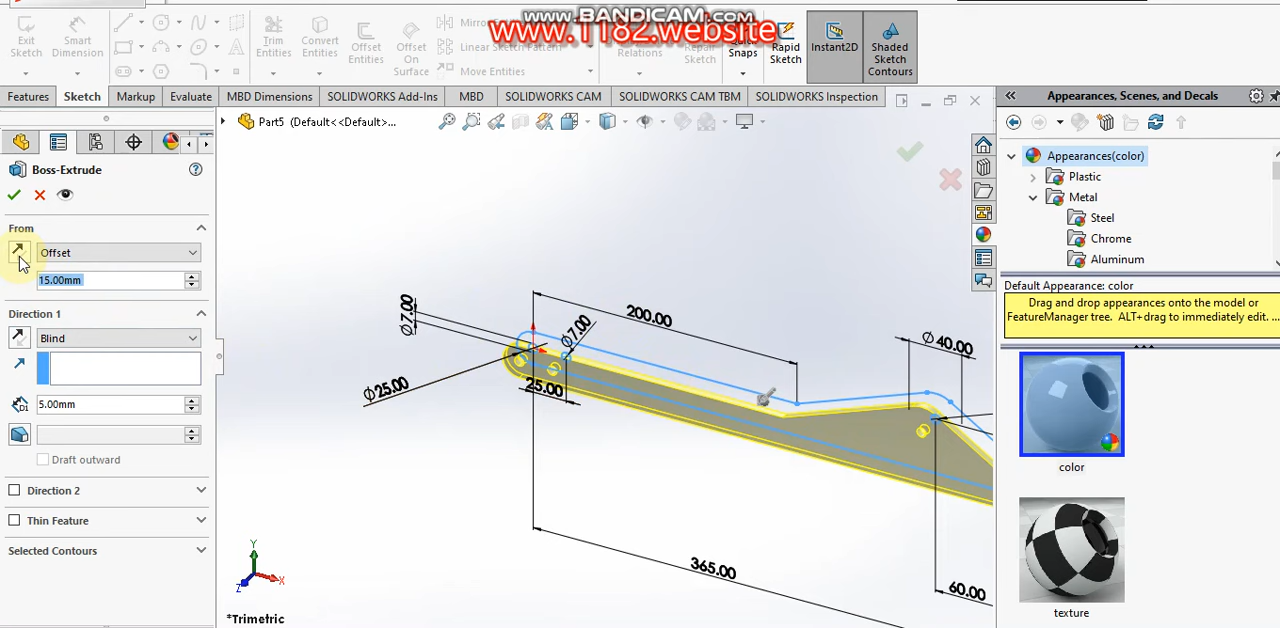 www.BANDICAM.com
www.1182.website
Exit Sketch
Smart Dimension
Trim Entities
Convert Entities
Offset Entities
Offset On Surface
Mirror
Linear Sketch Pattern
Move Entities
Relations
Repair Sketch
Snaps
Rapid Sketch
Instant2D
Shaded Sketch Contours
Features
Sketch
Markup
Evaluate
MBD Dimensions
SOLIDWORKS Add-Ins
MBD
SOLIDWORKS CAM
SOLIDWORKS CAM TBM
SOLIDWORKS Inspection
Appearances, Scenes, and Decals
Part5 (Default<<Default>...
Boss-Extrude
From
Offset
15.00mm
Direction 1
Blind
5.00mm
Draft outward
Direction 2
Thin Feature
Selected Contours
Ø7.00
200.00
Ø7.00
Ø40.00
Ø25.00
25.00
365.00
60.00
Y
X
Z
*Trimetric
Appearances(color)
Plastic
Metal
Steel
Chrome
Aluminum
Default Appearance: color
Drag and drop appearances onto the model or
FeatureManager tree. ALT+drag to immediately edit. ...
color
texture